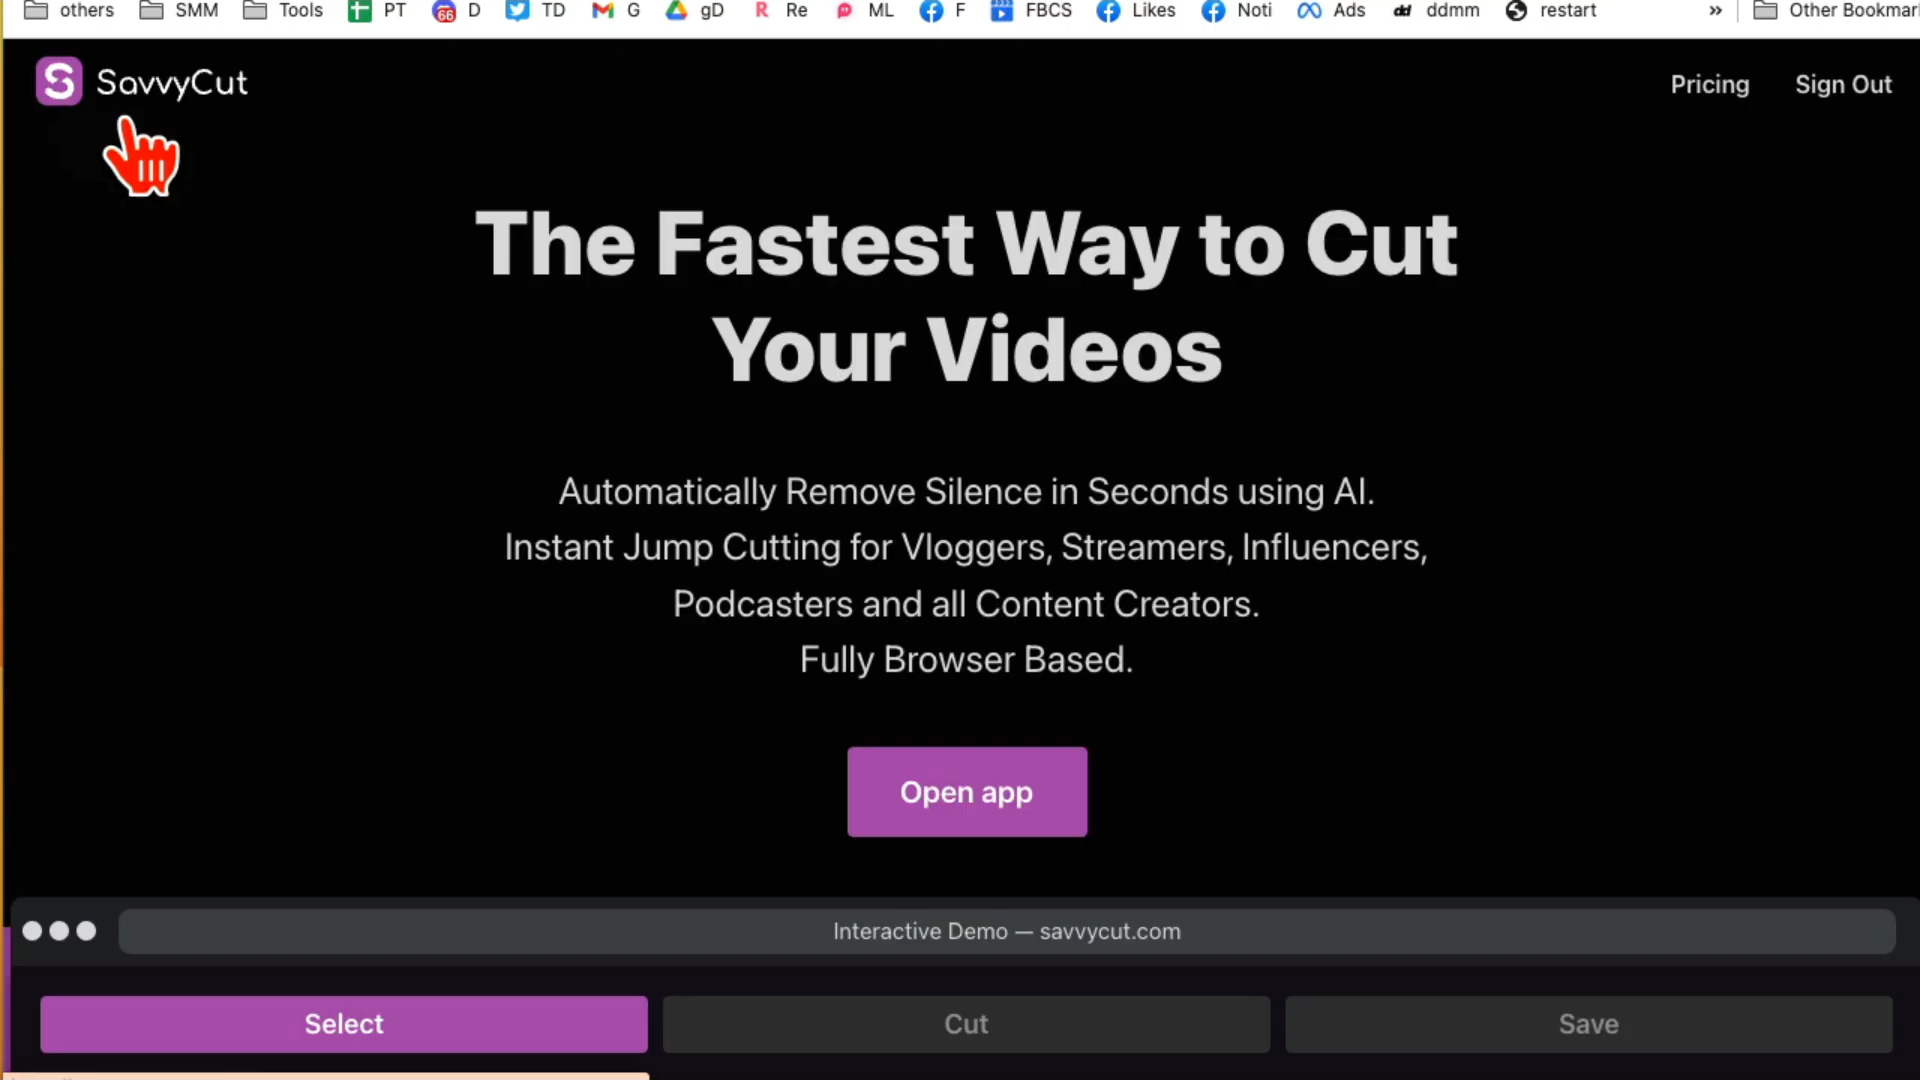 others SMM Tools PT 66 D TD G gD Re ML F FBCS Likes Noti Ads dd ddmm restart » Other Bookmar
S SavvyCut Pricing Sign Out
The Fastest Way to Cut
Your Videos
Automatically Remove Silence in Seconds using AI.
Instant Jump Cutting for Vloggers, Streamers, Influencers,
Podcasters and all Content Creators.
Fully Browser Based.
Open app
Interactive Demo — savvycut.com
Select Cut Save